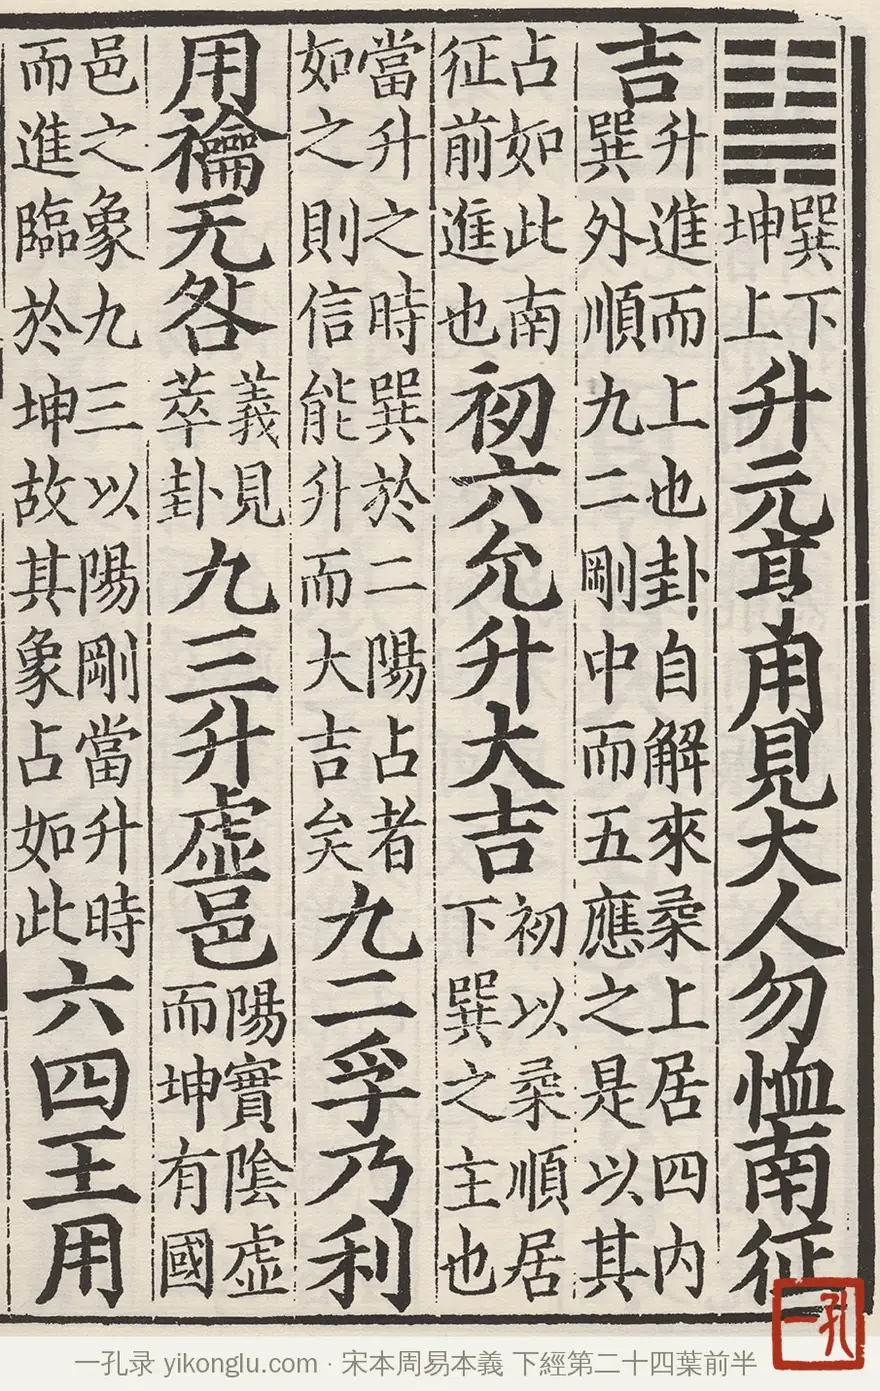 ䷭巽下坤上升元亨用見大人勿恤南征
吉升進而上也卦自解來柔上居四内巽外順九二剛中而五應之是以其
占如此南征前進也初六允升大吉初以柔順居下巽之主也
當升之時巽於二陽占者如之則信能升而大吉矣九二孚乃利
用禴无咎義見萃卦九三升虚邑陽實陰虚而坤有國
邑之象九三以陽剛當升時而進臨於坤故其象占如此六四王用
一孔
一孔录 yikonglu.com · 宋本周易本義 下經第二十四葉前半